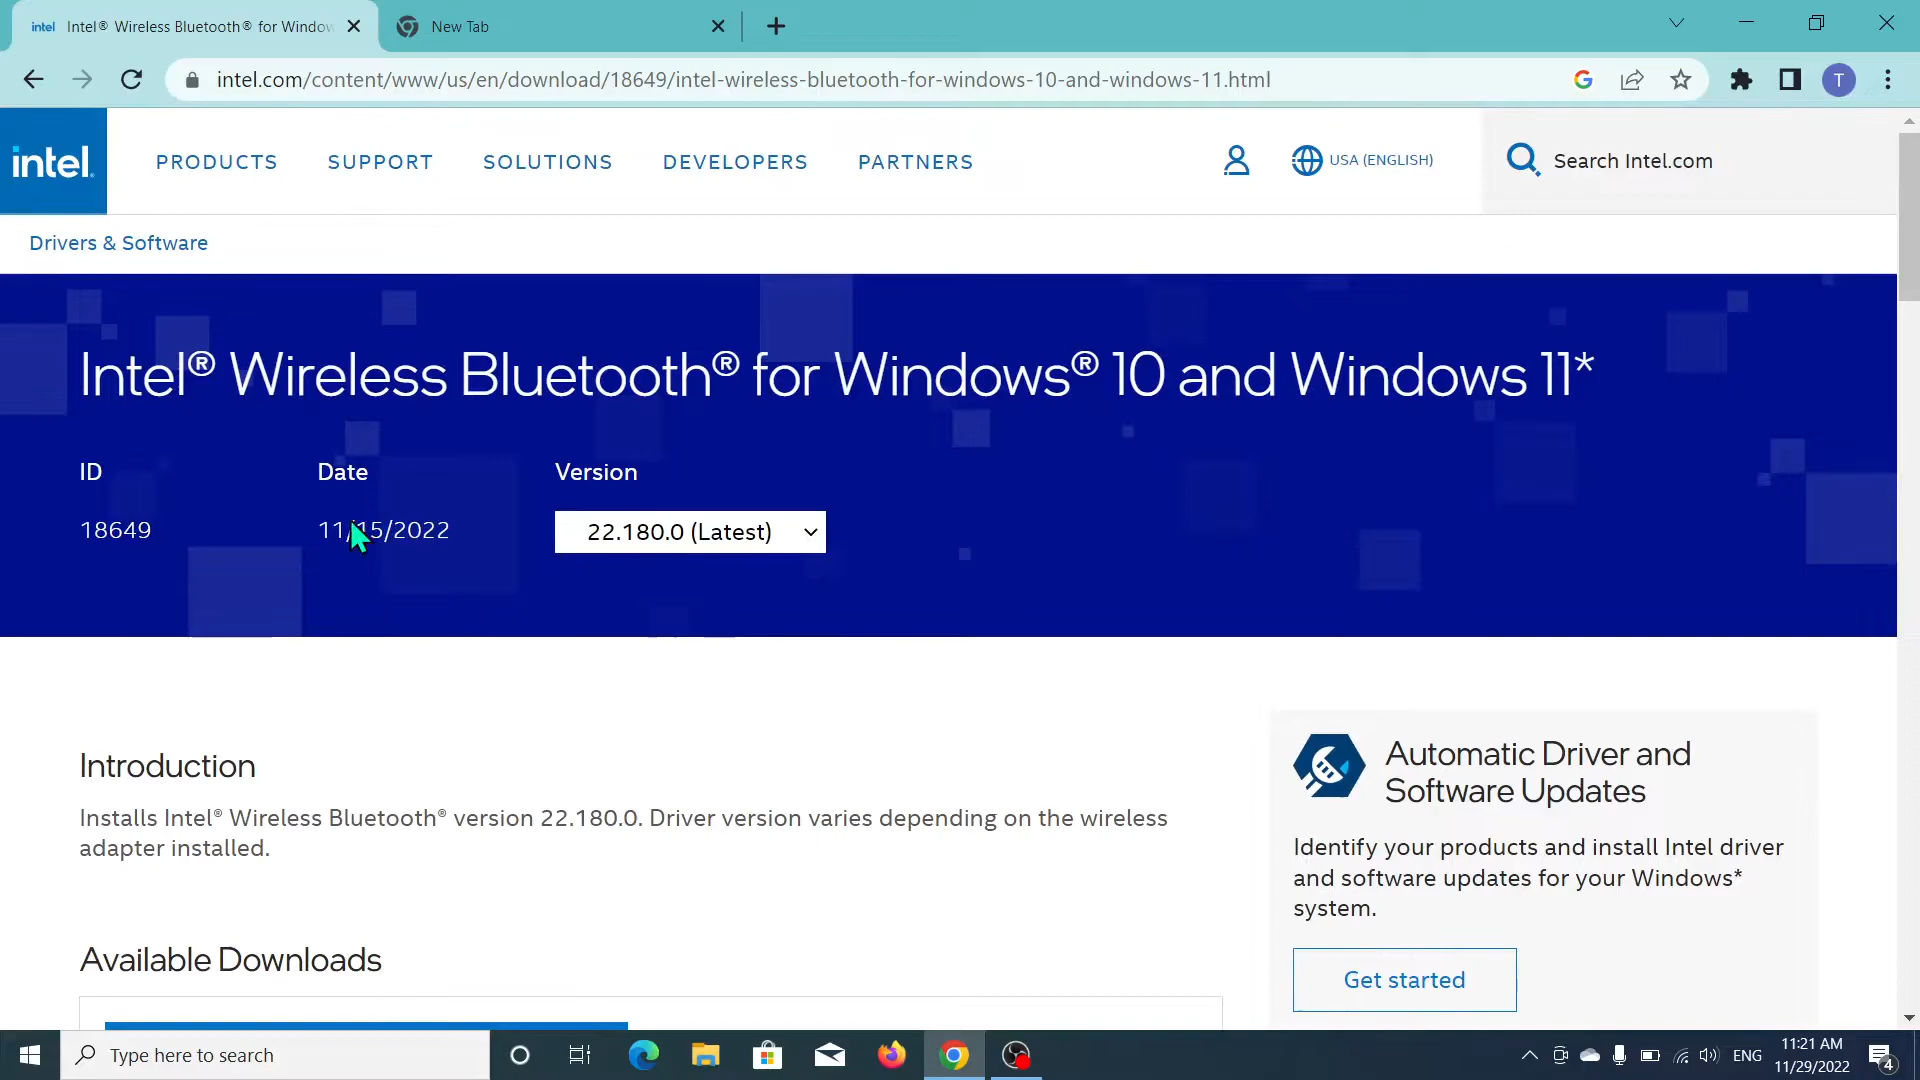 intel Intel® Wireless Bluetooth® for Window
New Tab
intel.com/content/www/us/en/download/18649/intel-wireless-bluetooth-for-windows-10-and-windows-11.html
T
intel.
PRODUCTS
SUPPORT
SOLUTIONS
DEVELOPERS
PARTNERS
USA (ENGLISH)
Search Intel.com
Drivers & Software
Intel® Wireless Bluetooth® for Windows® 10 and Windows 11*
ID
Date
Version
18649
11/15/2022
22.180.0 (Latest)
Introduction
Installs Intel® Wireless Bluetooth® version 22.180.0. Driver version varies depending on the wireless
adapter installed.
Available Downloads
Automatic Driver and
Software Updates
Identify your products and install Intel driver
and software updates for your Windows*
system.
Get started
Type here to search
ENG
11:21 AM
11/29/2022
4